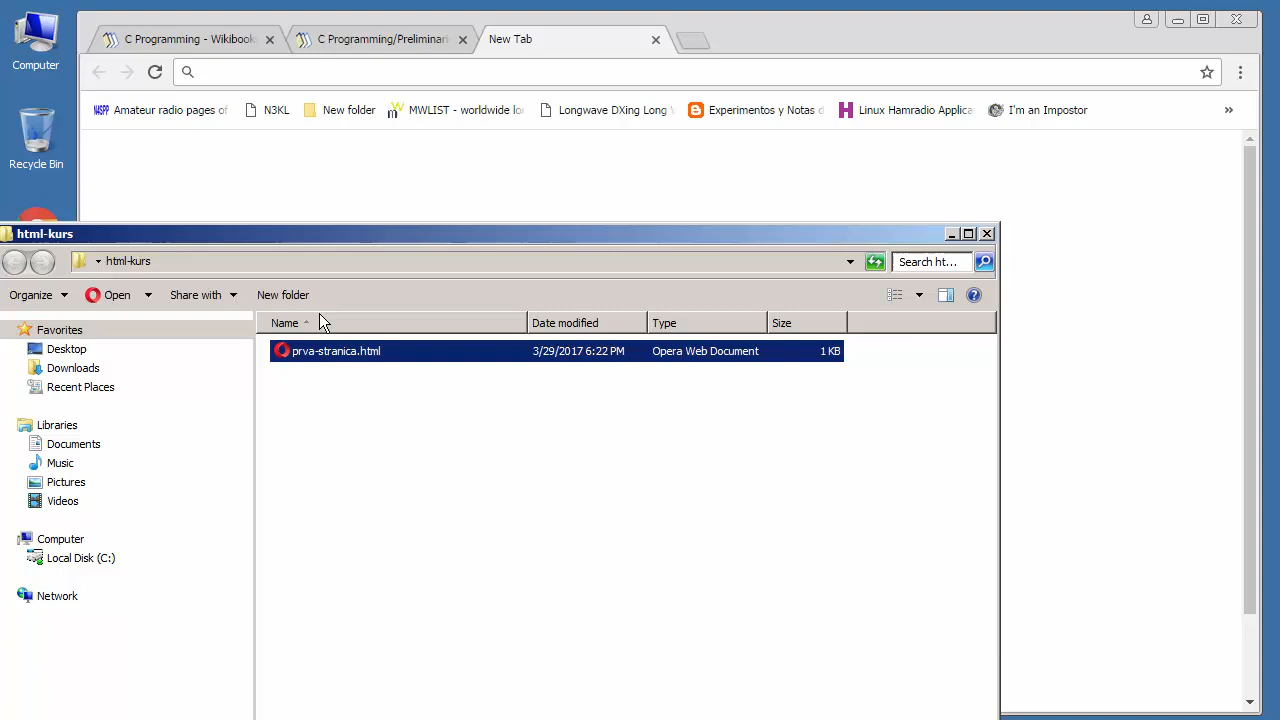 Computer
Recycle Bin
C Programming - Wikibook
C Programming/Preliminari
New Tab
Amateur radio pages of
N3KL
New folder
MWLIST - worldwide lo
Longwave DXing Long
Experimentos y Notas d
Linux Hamradio Applica
I'm an Impostor
»
html-kurs
html-kurs
Search ht...
Organize
Open
Share with
New folder
Name
Date modified
Type
Size
prva-stranica.html
3/29/2017 6:22 PM
Opera Web Document
1 KB
Favorites
Desktop
Downloads
Recent Places
Libraries
Documents
Music
Pictures
Videos
Computer
Local Disk (C:)
Network